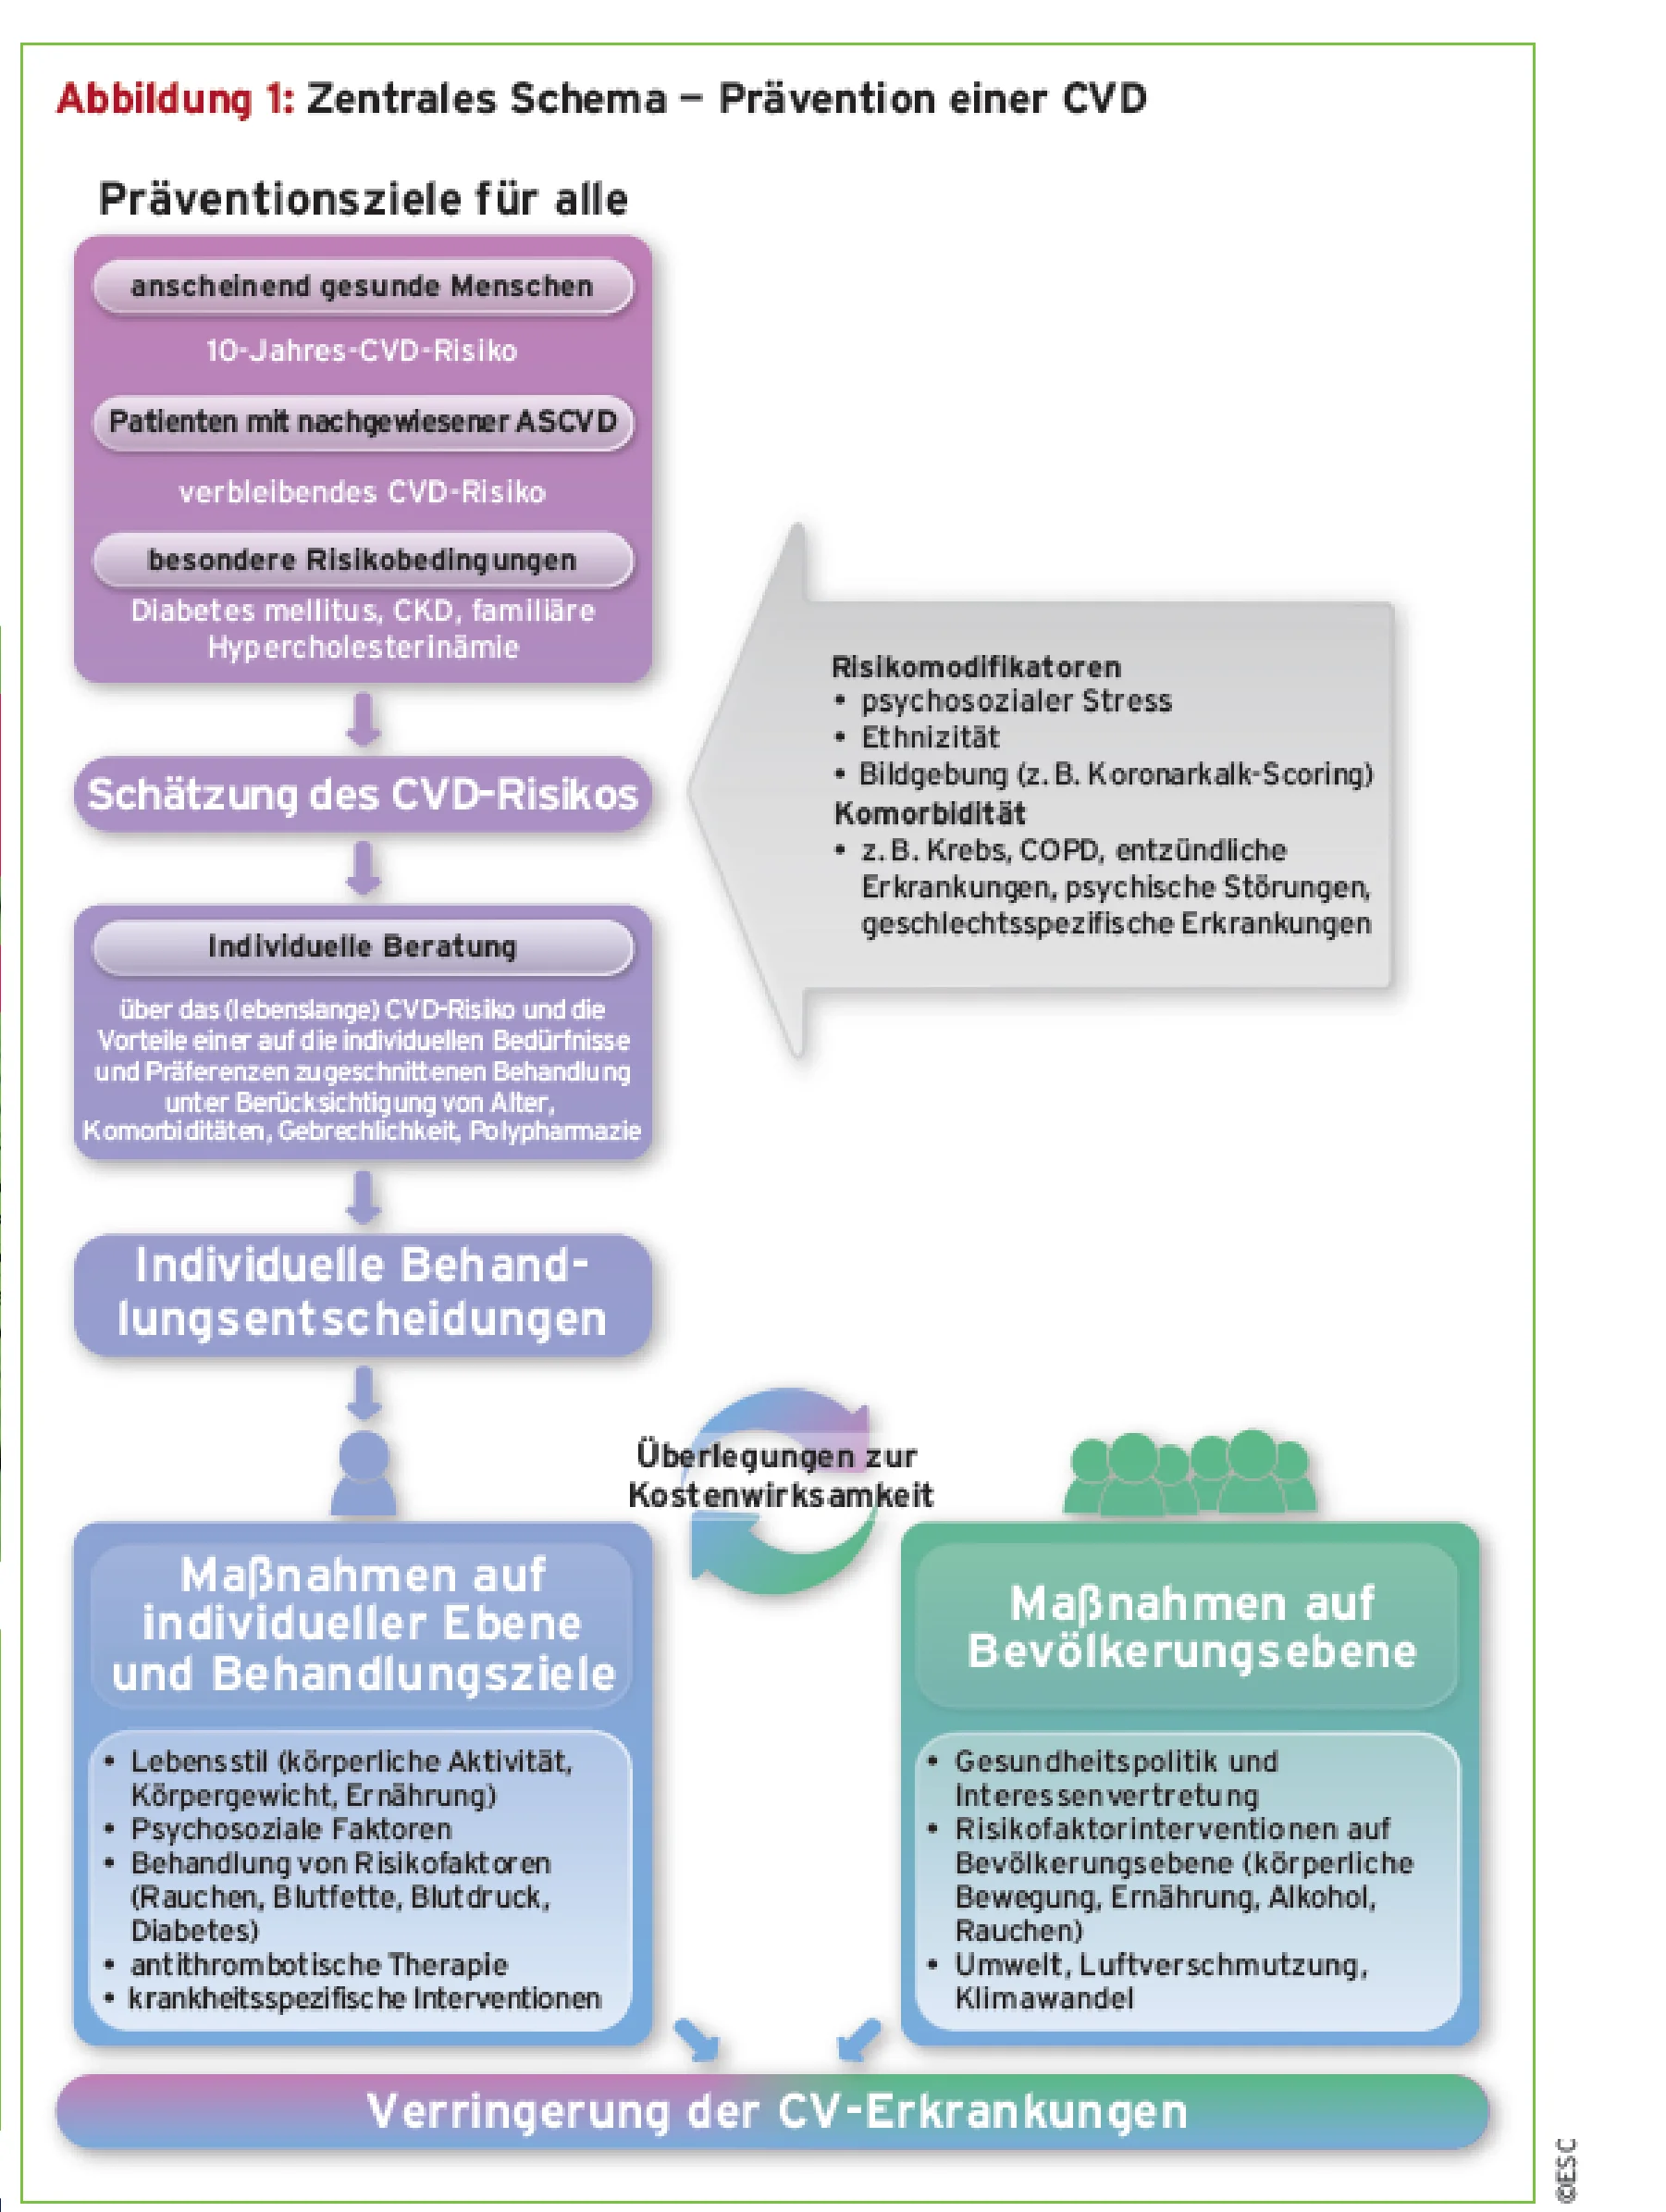 Abbildung 1: Zentrales Schema – Prävention einer CVD
Präventionsziele für alle
anscheinend gesunde Menschen
10-Jahres-CVD-Risiko
Patienten mit nachgewiesener ASCVD
verbleibendes CVD-Risiko
besondere Risikobedingungen
Diabetes mellitus, CKD, familiäre
Hypercholesterinämie
Schätzung des CVD-Risikos
Risikomodifikatoren
• psychosozialer Stress
• Ethnizität
• Bildgebung (z. B. Koronarkalk-Scoring)
Komorbidität
• z. B. Krebs, COPD, entzündliche
Erkrankungen, psychische Störungen,
geschlechtsspezifische Erkrankungen
Individuelle Beratung
über das (lebenslange) CVD-Risiko und die
Vorteile einer auf die individuellen Bedürfnisse
und Präferenzen zugeschnittenen Behandlung
unter Berücksichtigung von Alter,
Komorbiditäten, Gebrechlichkeit, Polypharmazie
Individuelle Behand-
lungsentscheidungen
Überlegungen zur
Kostenwirksamkeit
Maßnahmen auf
individueller Ebene
und Behandlungsziele
• Lebensstil (körperliche Aktivität,
Körpergewicht, Ernährung)
• Psychosoziale Faktoren
• Behandlung von Risikofaktoren
(Rauchen, Blutfette, Blutdruck,
Diabetes)
• antithrombotische Therapie
• krankheitsspezifische Interventionen
Maßnahmen auf
Bevölkerungsebene
• Gesundheitspolitik und
Interessenvertretung
• Risikofaktorinterventionen auf
Bevölkerungsebene (körperliche
Bewegung, Ernährung, Alkohol,
Rauchen)
• Umwelt, Luftverschmutzung,
Klimawandel
Verringerung der CV-Erkrankungen
©ESC